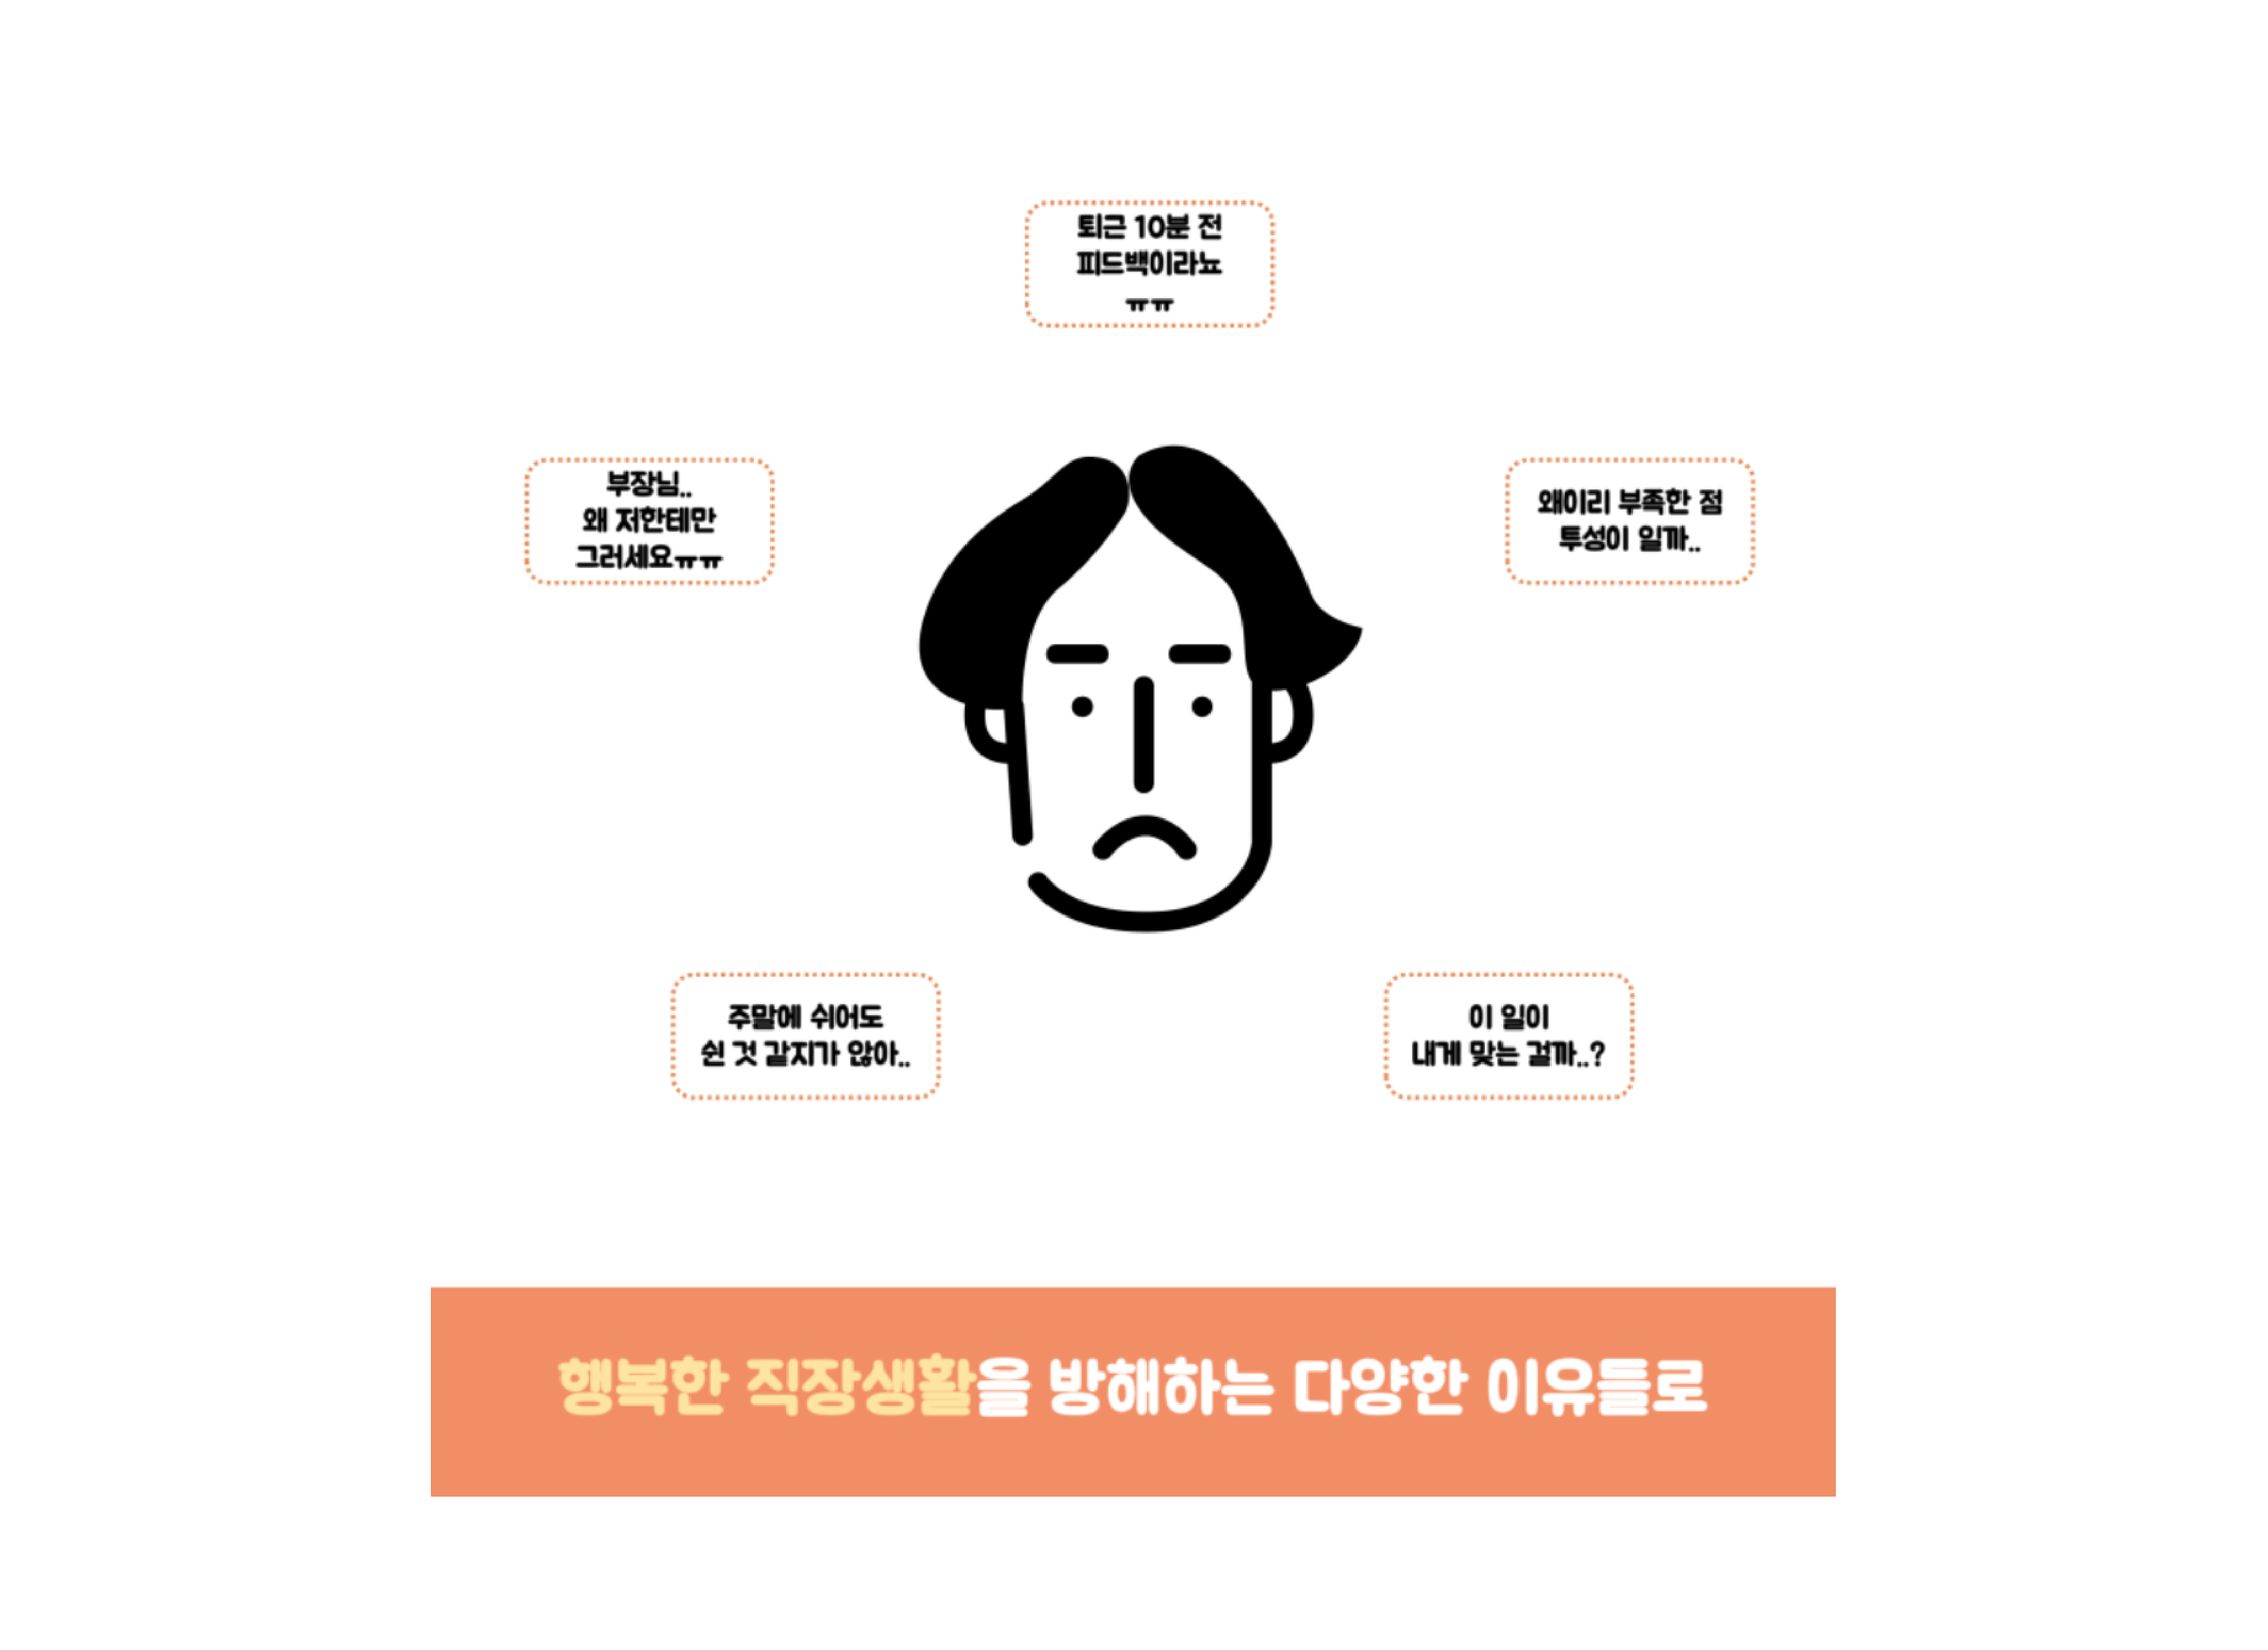 퇴근 10분 전
피드백이라뇨
ㅠㅠ
부장님..
왜 저한테만
그러세요ㅠㅠ
왜이리 부족한 점
투성이 일까..
주말에 쉬어도
쉰 것 같지가 않아..
이 일이
내게 맞는 걸까..?
행복한 직장생활을 방해하는 다양한 이유들로